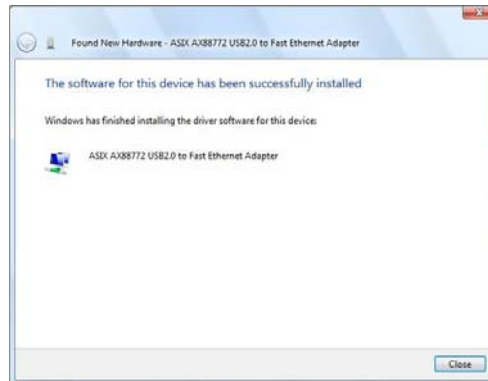 Found New Hardware - ASIX AX88772 USB2.0 to Fast Ethernet Adapter
The software for this device has been successfully installed
Windows has finished installing the driver software for this device:
ASIX AX88772 USB2.0 to Fast Ethernet Adapter
Close